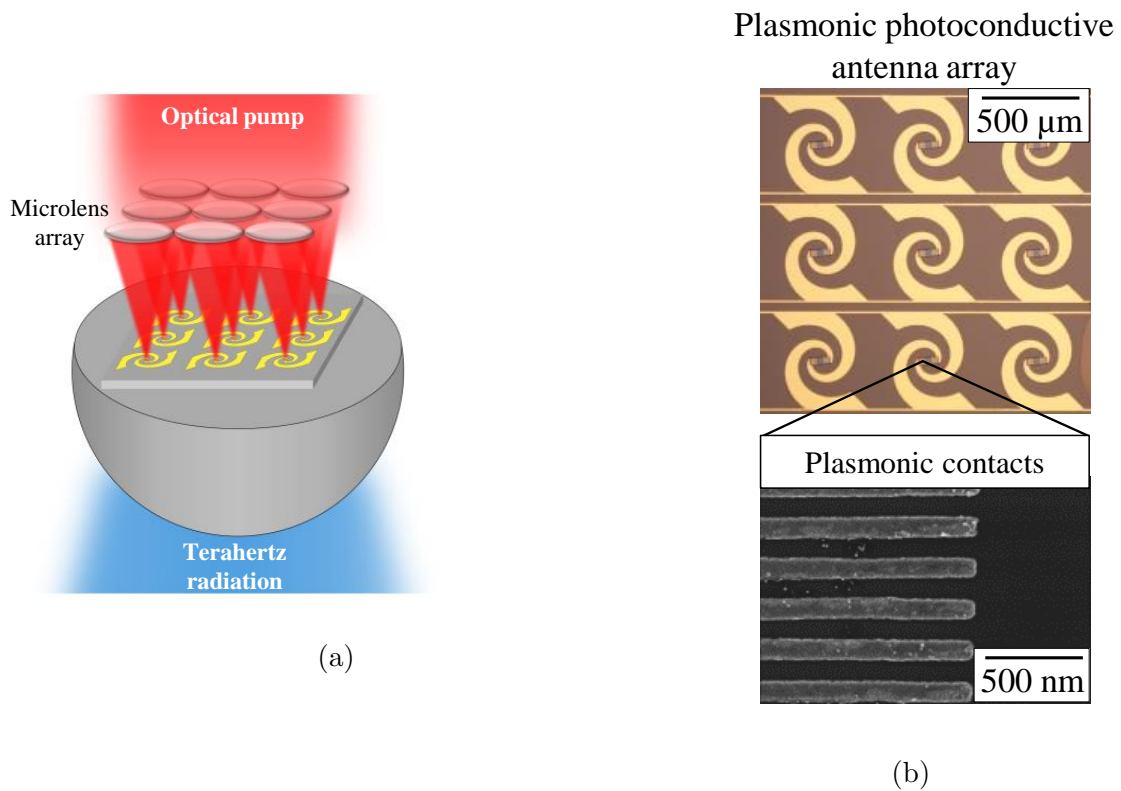 Optical pump
Microlens
array
Terahertz
radiation
(a)
Plasmonic photoconductive
antenna array
500 µm
Plasmonic contacts
500 nm
(b)